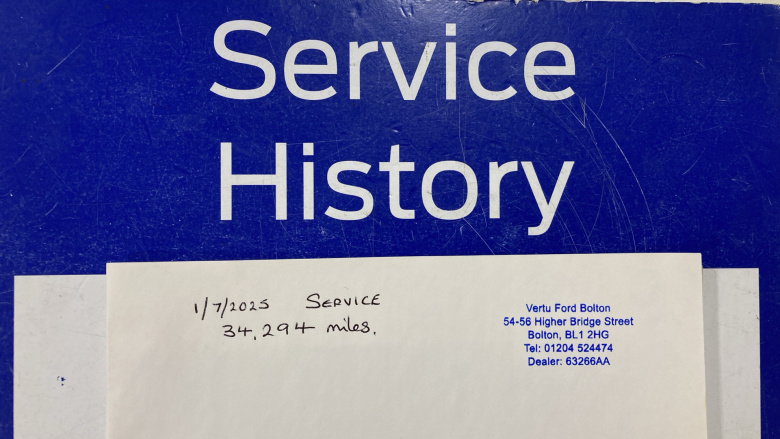 Service
History
1/7/2025 SERVICE
34,294 miles.
Vertu Ford Bolton
54-56 Higher Bridge Street
Bolton, BL1 2HG
Tel: 01204 524474
Dealer: 63266AA